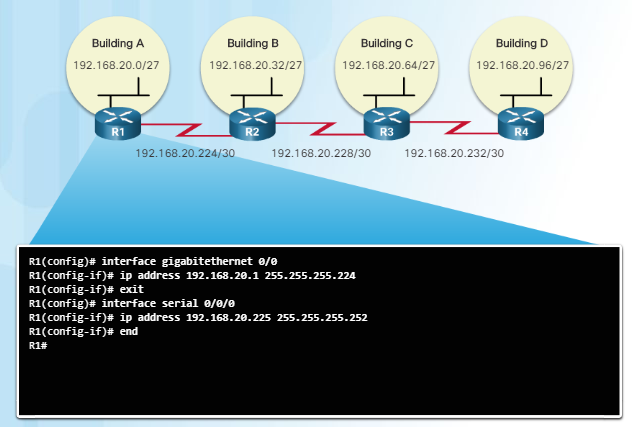 Building A
Building B
Building C
Building D
192.168.20.0/27
192.168.20.32/27
192.168.20.64/27
192.168.20.96/27
R1
R2
R3
R4
192.168.20.224/30
192.168.20.228/30
192.168.20.232/30
R1(config)# interface gigabitethernet 0/0
R1(config-if)# ip address 192.168.20.1 255.255.255.224
R1(config-if)# exit
R1(config)# interface serial 0/0/0
R1(config-if)# ip address 192.168.20.225 255.255.255.252
R1(config-if)# end
R1#